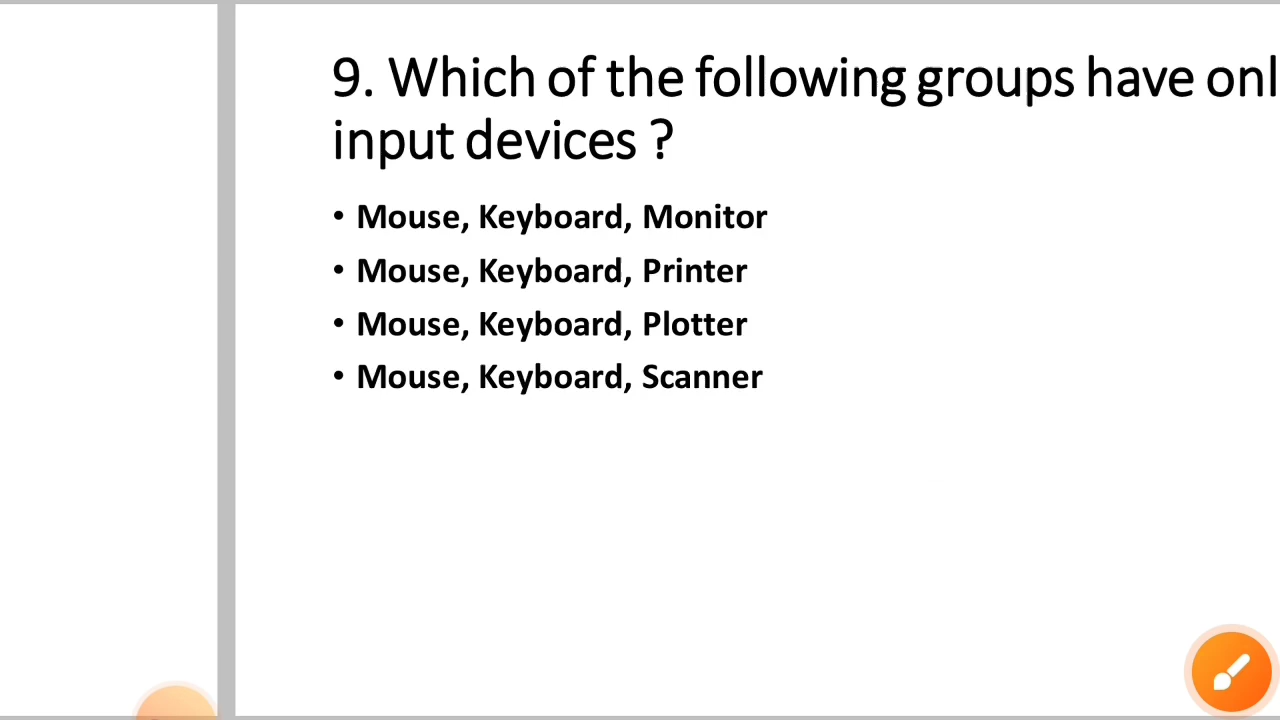 9. Which of the following groups have onl
input devices ?
• Mouse, Keyboard, Monitor
• Mouse, Keyboard, Printer
• Mouse, Keyboard, Plotter
• Mouse, Keyboard, Scanner